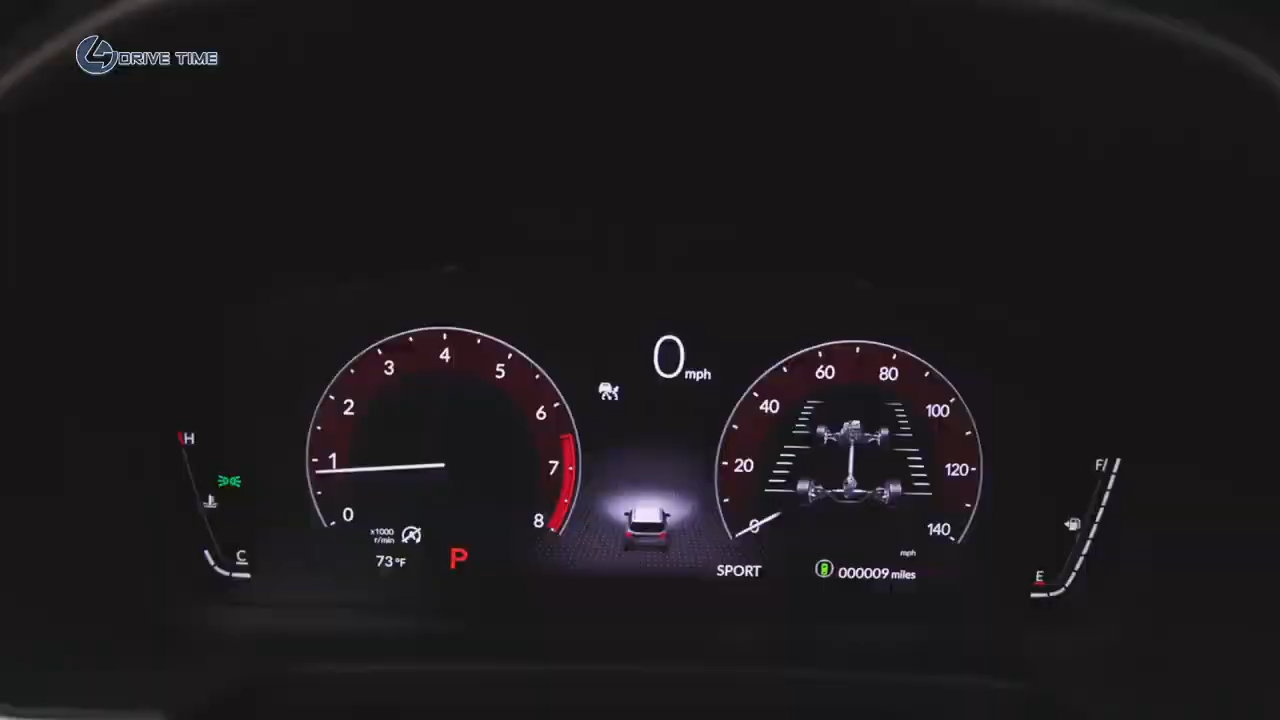 DRIVE TIME
0 mph
H
C
0
1
2
3
4
5
6
7
8
x1000
r/min
73°F
P
SPORT
0
20
40
60
80
100
120
140
mph
000009 miles
F
E